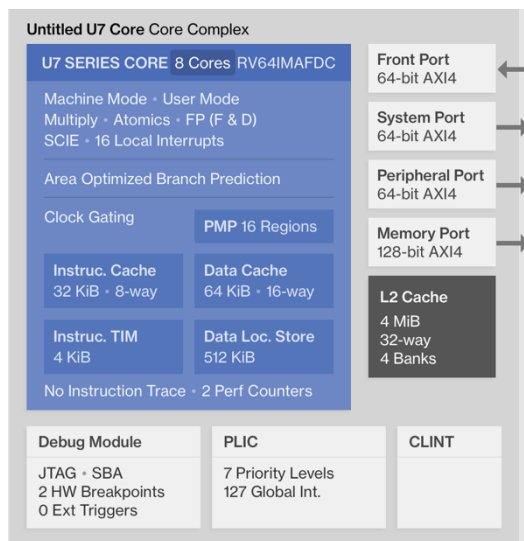 Untitled U7 Core Core Complex
U7 SERIES CORE 8 Cores RV64IMAFDC
Machine Mode • User Mode
Multiply • Atomics • FP (F & D)
SCIE • 16 Local Interrupts
Area Optimized Branch Prediction
Clock Gating
PMP 16 Regions
Instruc. Cache
32 KiB • 8-way
Data Cache
64 KiB • 16-way
Instruc. TIM
4 KiB
Data Loc. Store
512 KiB
No Instruction Trace • 2 Perf Counters
Front Port
64-bit AXI4
System Port
64-bit AXI4
Peripheral Port
64-bit AXI4
Memory Port
128-bit AXI4
L2 Cache
4 MiB
32-way
4 Banks
Debug Module
JTAG • SBA
2 HW Breakpoints
0 Ext Triggers
PLIC
7 Priority Levels
127 Global Int.
CLINT